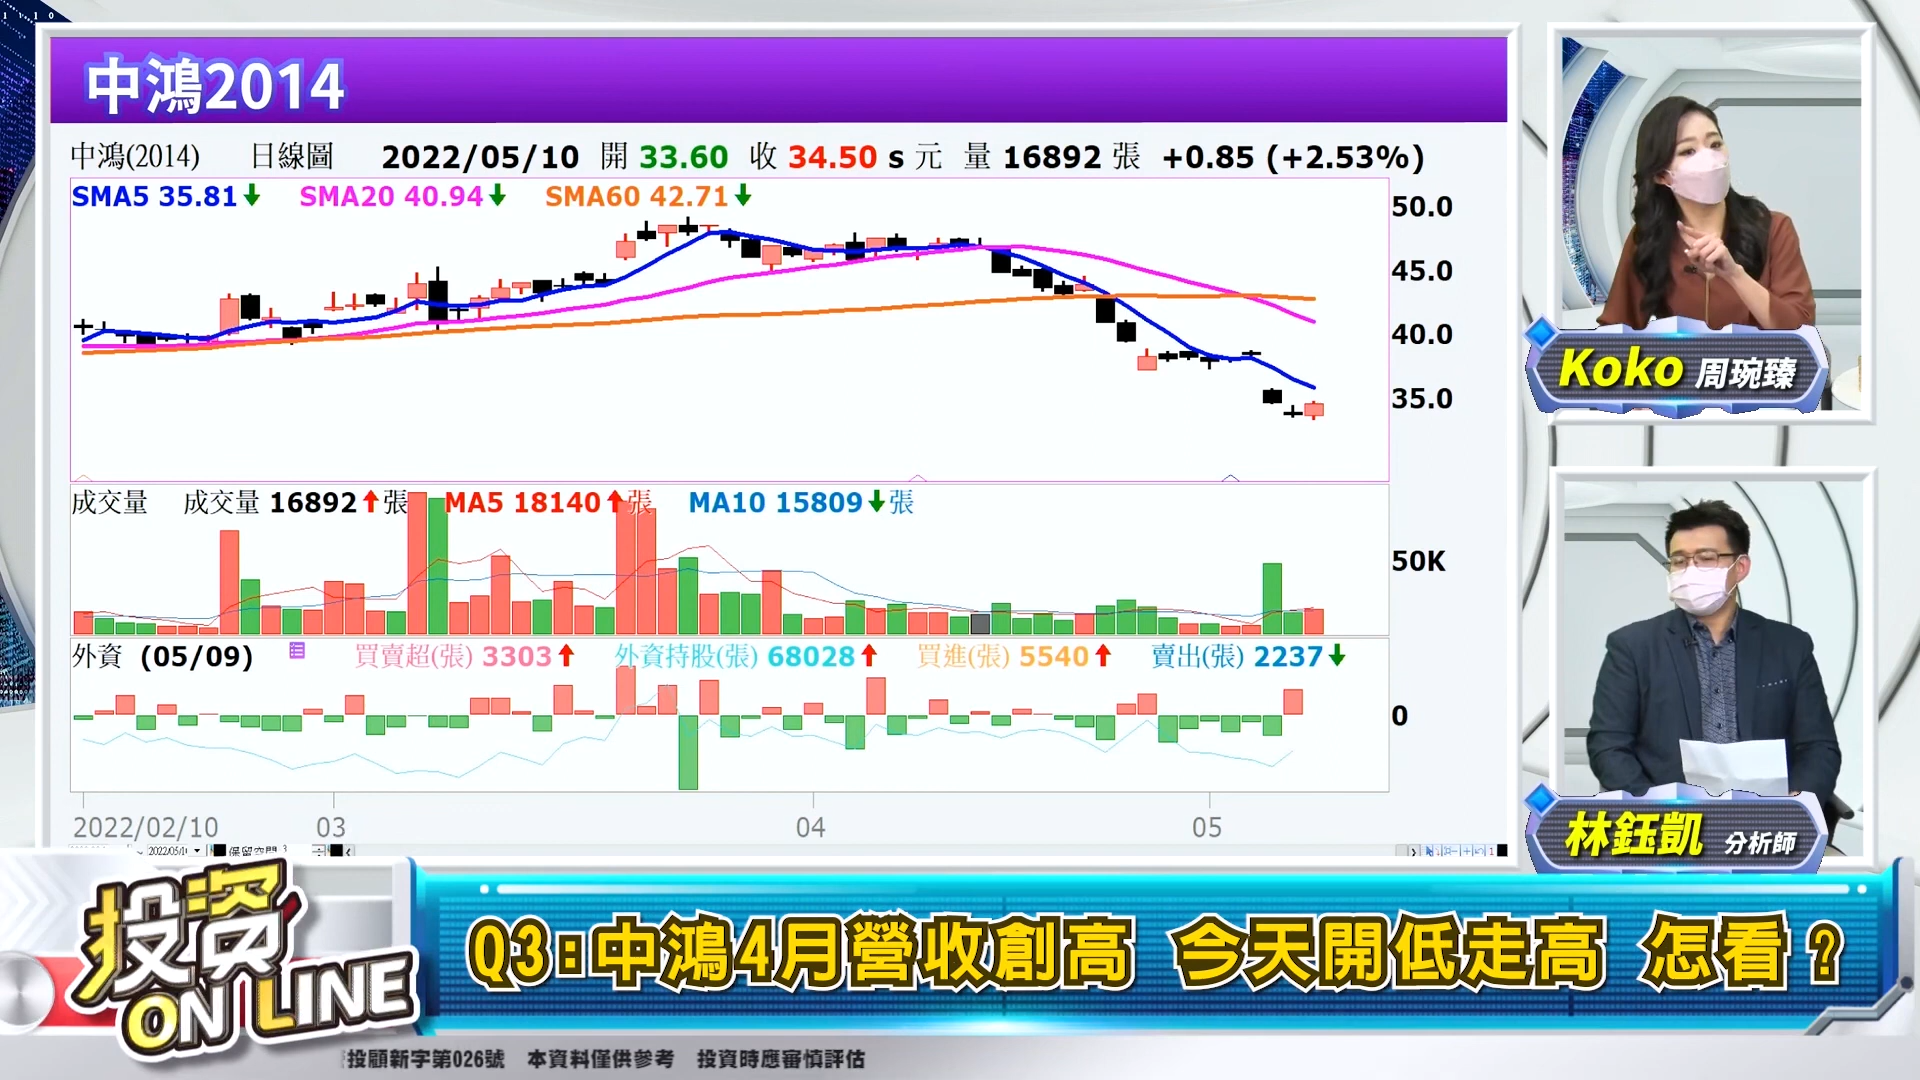 中鴻2014
中鴻(2014) 日線圖 2022/05/10 開 33.60 收 34.50 s 元 量 16892 張 +0.85 (+2.53%)
SMA5 35.81↓ SMA20 40.94↓ SMA60 42.71↓
50.0
45.0
40.0
35.0
成交量 成交量 16892↑張 MA5 18140↑張 MA10 15809↓張
50K
外資 (05/09) 買賣超(張) 3303↑ 外資持股(張) 68028↑ 買進(張) 5540↑ 賣出(張) 2237↓
0
2022/02/10 03 04 05
保留空間 3
Koko 周琬臻
林鈺凱 分析師
投資
ON LINE
Q3:中鴻4月營收創高 今天開低走高 怎看?
投顧新字第026號 本資料僅供參考 投資時應審慎評估